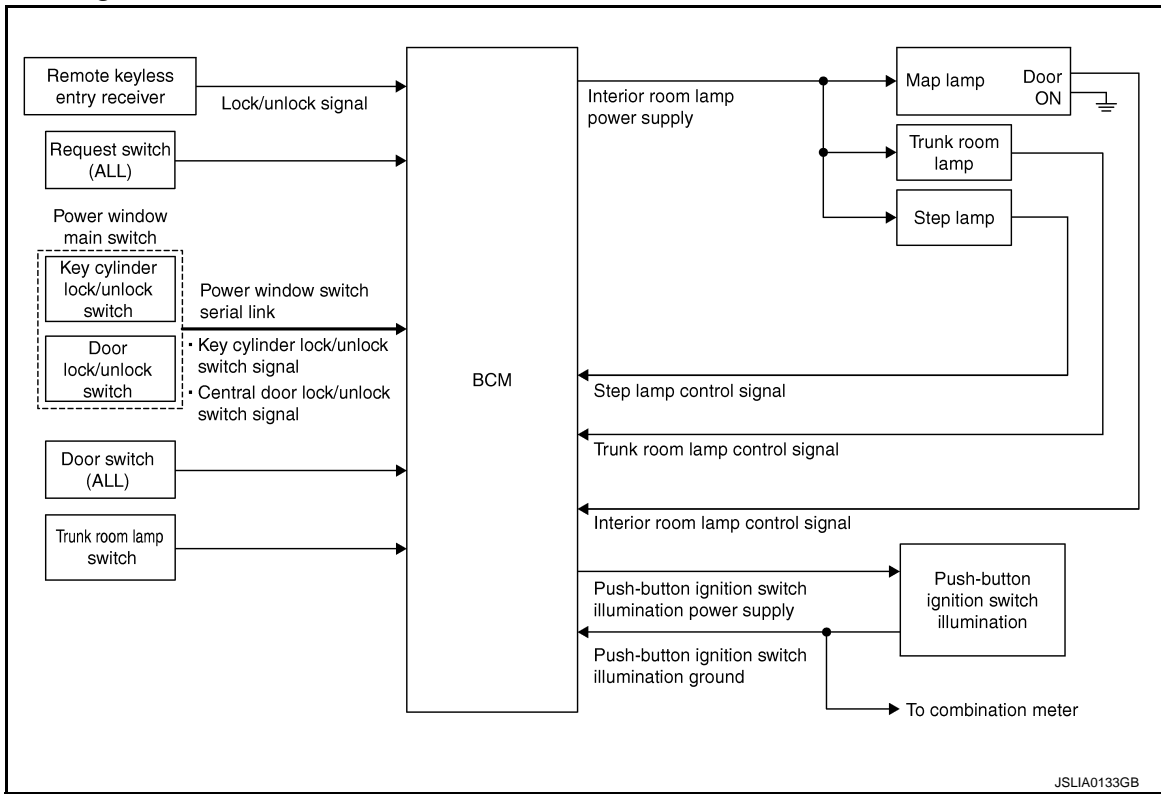 Remote keyless
entry receiver
Lock/unlock signal
Request switch
(ALL)
Power window
main switch
Key cylinder
lock/unlock
switch
Door
lock/unlock
switch
Power window switch
serial link
· Key cylinder lock/unlock
switch signal
· Central door lock/unlock
switch signal
Door switch
(ALL)
Trunk room lamp
switch
BCM
Interior room lamp
power supply
Map lamp
Door
ON
Trunk room
lamp
Step lamp
Step lamp control signal
Trunk room lamp control signal
Interior room lamp control signal
Push-button ignition switch
illumination power supply
Push-button
ignition switch
illumination
Push-button ignition switch
illumination ground
To combination meter
JSLIA0133GB